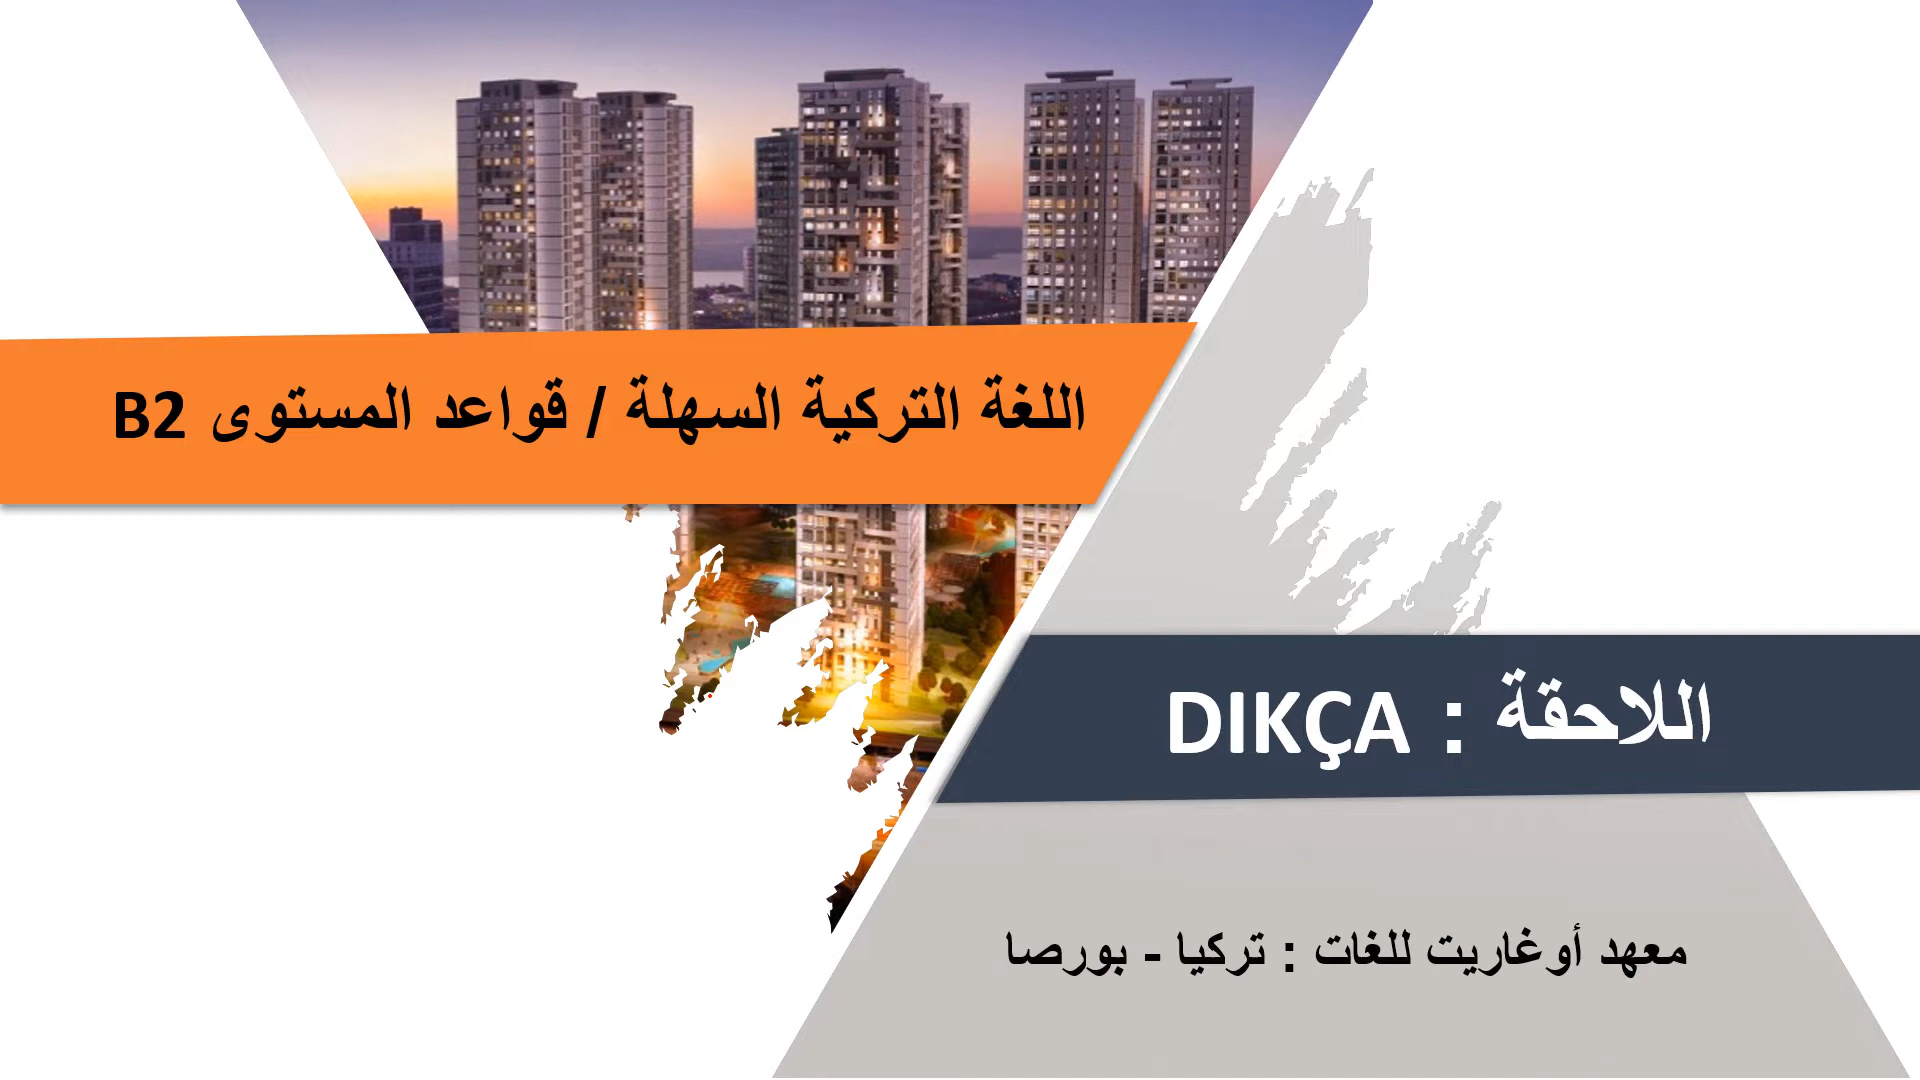 اللغة التركية السهلة / قواعد المستوى B2
اللاحقة : DIKÇA
معهد أوغاريت للغات : تركيا - بورصا